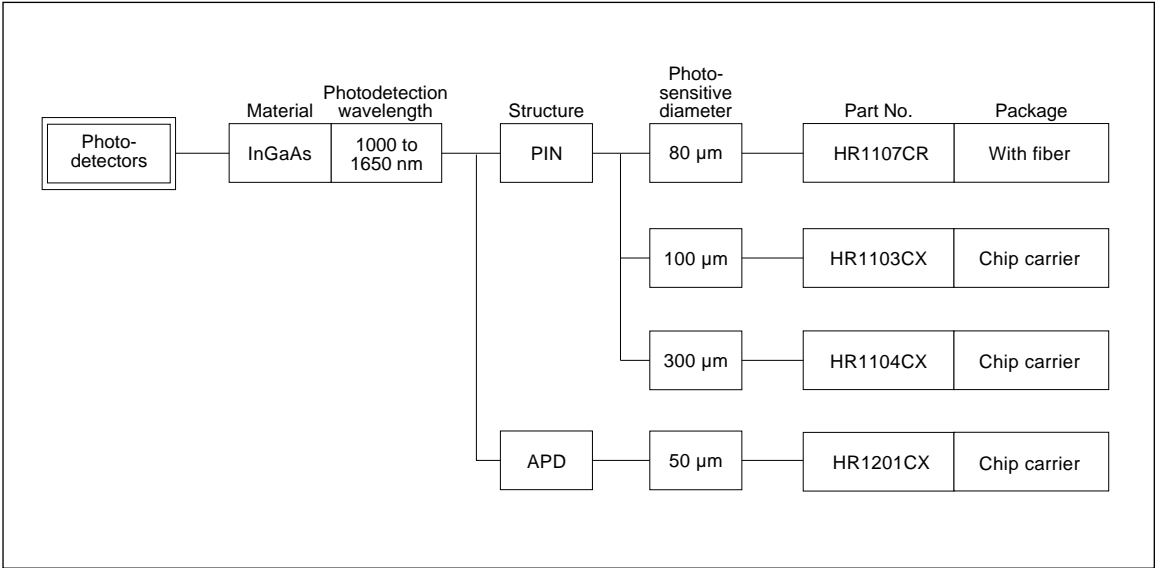 Photo-
sensitive
diameter
Photodetection
wavelength
Material
Structure
Part No.
Package
Photo-
detectors
InGaAs
1000 to
1650 nm
PIN
80 µm
HR1107CR
With fiber
100 µm
HR1103CX
Chip carrier
300 µm
HR1104CX
Chip carrier
APD
50 µm
HR1201CX
Chip carrier